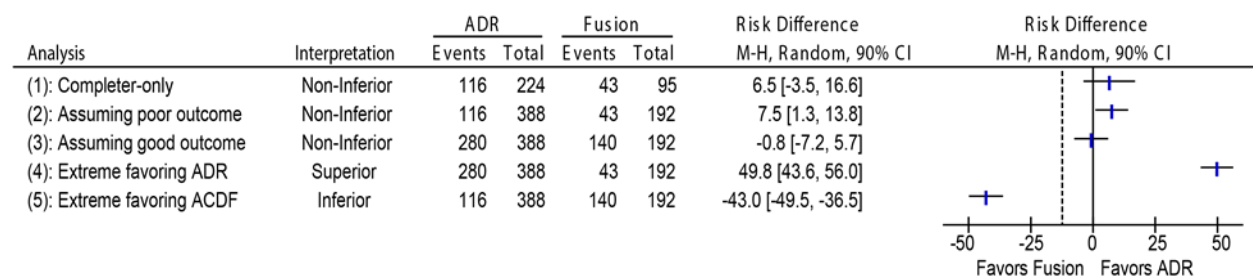 ADR Fusion Risk Difference Risk Difference
Analysis Interpretation Events Total Events Total M-H, Random, 90% CI M-H, Random, 90% CI
(1): Completer-only Non-Inferior 116 224 43 95 6.5 [-3.5, 16.6]
(2): Assuming poor outcome Non-Inferior 116 388 43 192 7.5 [1.3, 13.8]
(3): Assuming good outcome Non-Inferior 280 388 140 192 -0.8 [-7.2, 5.7]
(4): Extreme favoring ADR Superior 280 388 43 192 49.8 [43.6, 56.0]
(5): Extreme favoring ACDF Inferior 116 388 140 192 -43.0 [-49.5, -36.5]
-50 -25 0 25 50
Favors Fusion Favors ADR